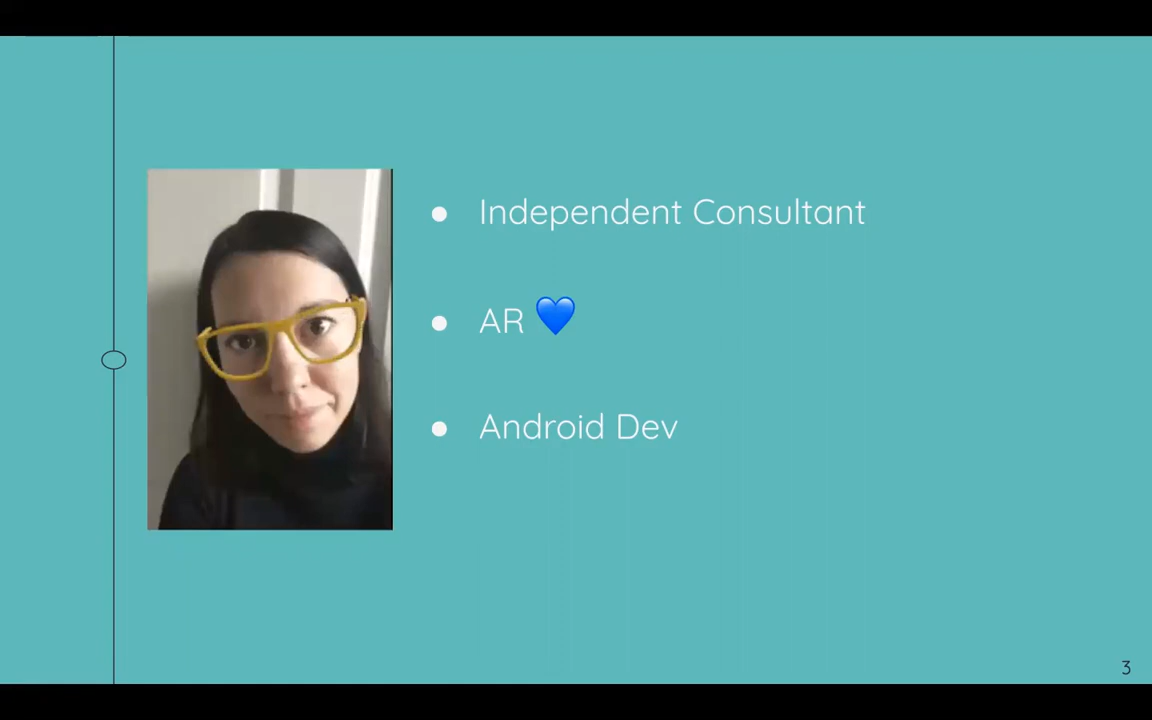 ● Independent Consultant
● AR 💙
● Android Dev
3